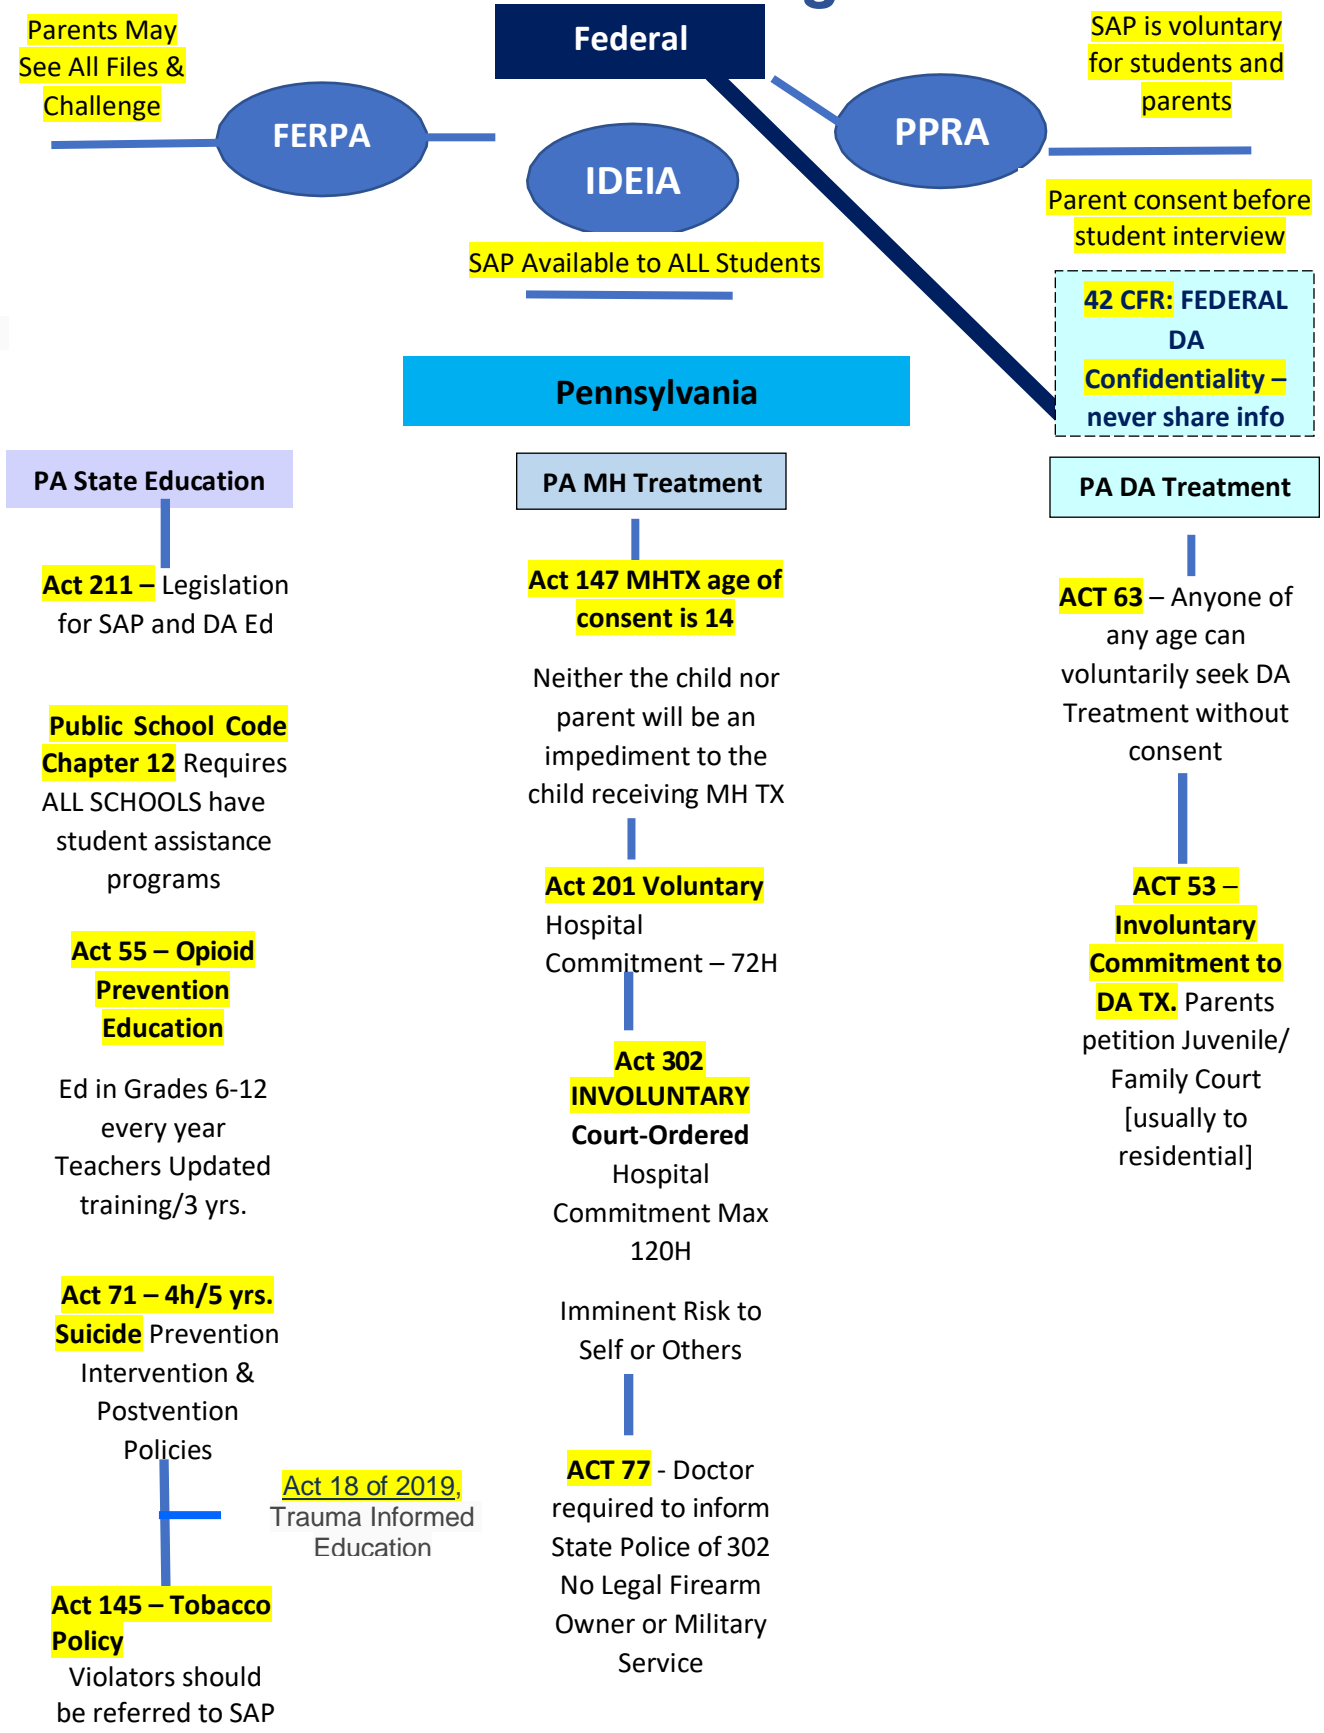 Federal
Parents May
See All Files &
Challenge
FERPA
IDEIA
SAP Available to ALL Students
PPRA
SAP is voluntary
for students and
parents
Parent consent before
student interview
42 CFR: FEDERAL
DA
Confidentiality –
never share info
Pennsylvania
PA State Education
Act 211 – Legislation
for SAP and DA Ed
Public School Code
Chapter 12 Requires
ALL SCHOOLS have
student assistance
programs
Act 55 – Opioid
Prevention
Education
Ed in Grades 6-12
every year
Teachers Updated
training/3 yrs.
Act 71 – 4h/5 yrs.
Suicide Prevention
Intervention &
Postvention
Policies
Act 18 of 2019,
Trauma Informed
Education
Act 145 – Tobacco
Policy
Violators should
be referred to SAP
PA MH Treatment
Act 147 MHTX age of
consent is 14
Neither the child nor
parent will be an
impediment to the
child receiving MH TX
Act 201 Voluntary
Hospital
Commitment – 72H
Act 302
INVOLUNTARY
Court-Ordered
Hospital
Commitment Max
120H
Imminent Risk to
Self or Others
ACT 77 - Doctor
required to inform
State Police of 302
No Legal Firearm
Owner or Military
Service
PA DA Treatment
ACT 63 – Anyone of
any age can
voluntarily seek DA
Treatment without
consent
ACT 53 –
Involuntary
Commitment to
DA TX. Parents
petition Juvenile/
Family Court
[usually to
residential]